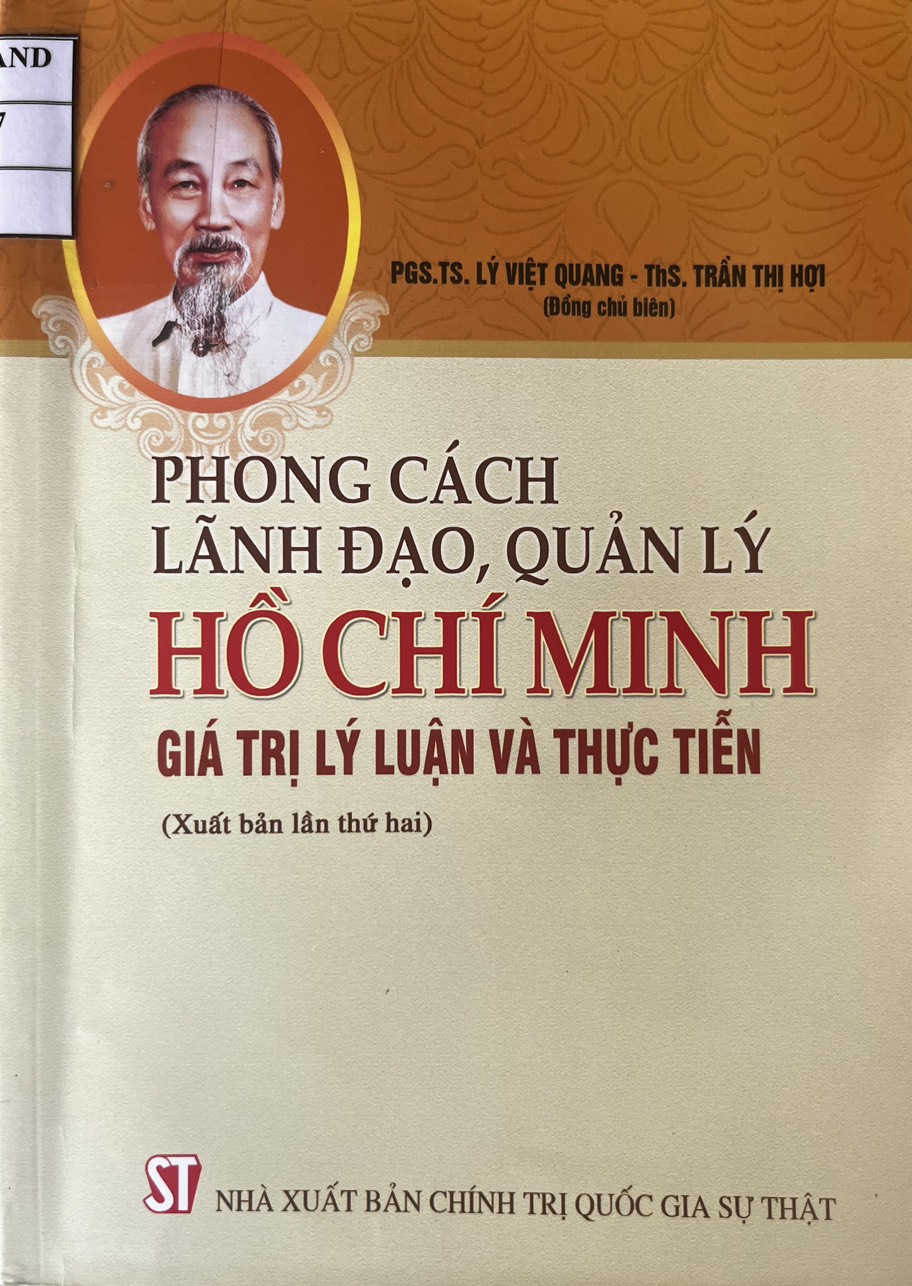 AND
7
PGS.TS. LÝ VIỆT QUANG - ThS. TRẦN THỊ HỢI
(Đồng chủ biên)
PHONG CÁCH
LÃNH ĐẠO, QUẢN LÝ
HỒ CHÍ MINH
GIÁ TRỊ LÝ LUẬN VÀ THỰC TIỄN
(Xuất bản lần thứ hai)
ST NHÀ XUẤT BẢN CHÍNH TRỊ QUỐC GIA SỰ THẬT